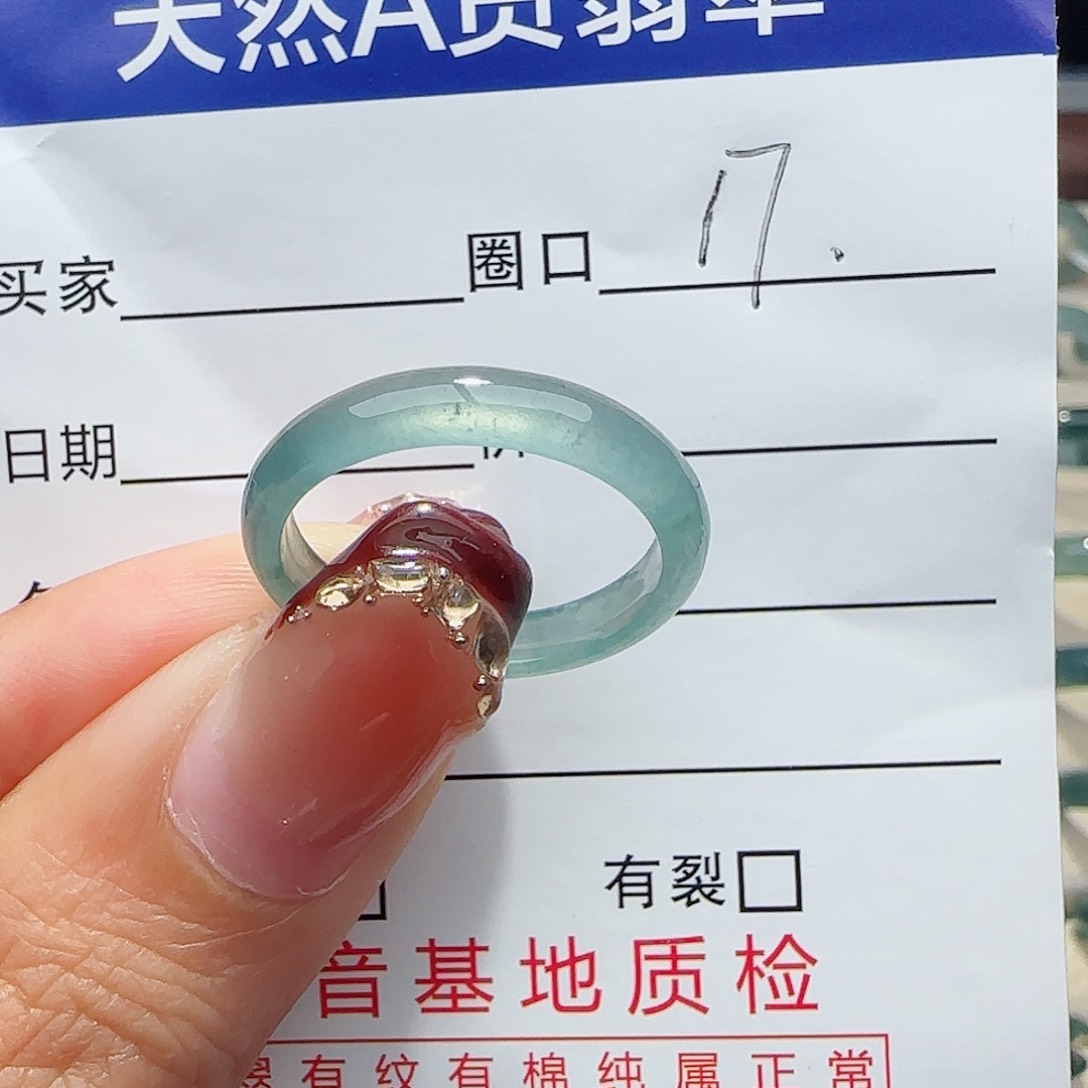 天然A货翡翠
买家 圈口 17.
日期
有裂
音基地质检
有纹有棉纯属正常